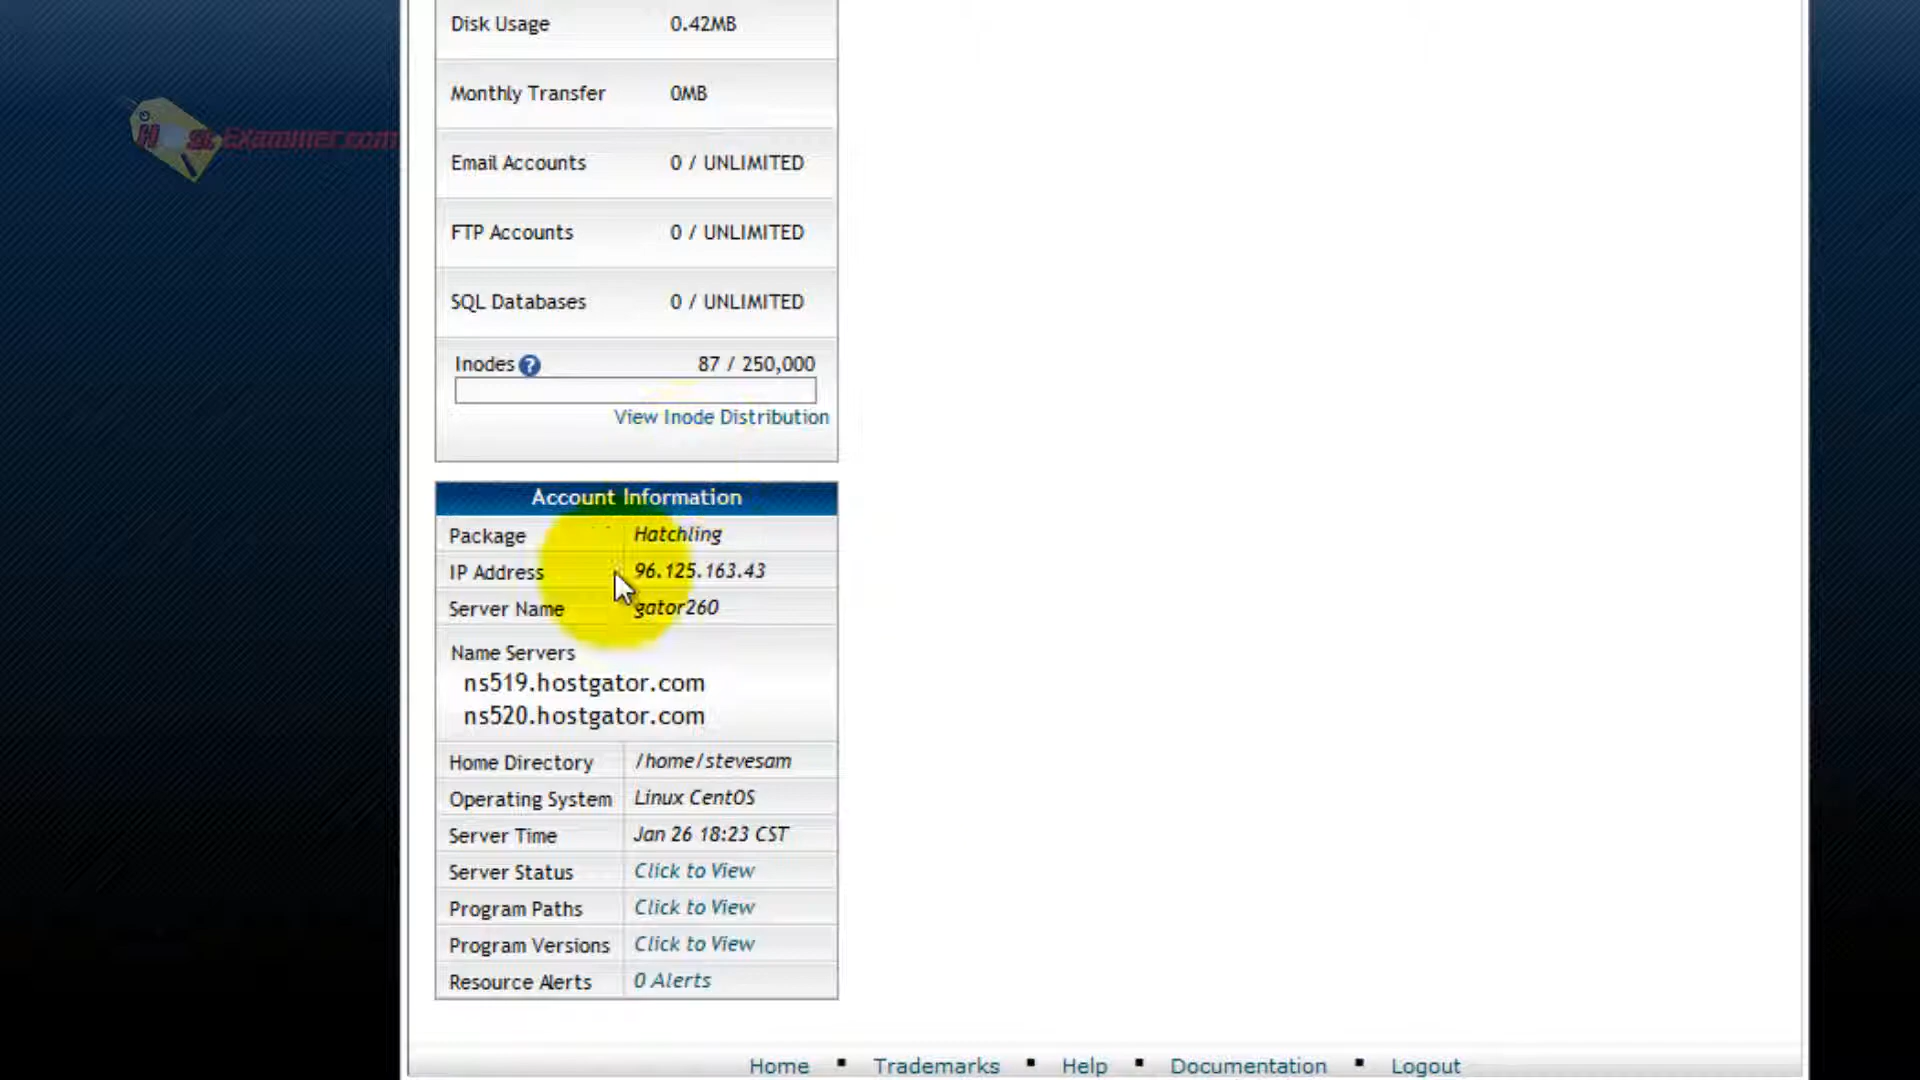 Disk Usage 0.42MB
Monthly Transfer 0MB
Email Accounts 0 / UNLIMITED
FTP Accounts 0 / UNLIMITED
SQL Databases 0 / UNLIMITED
Inodes ? 87 / 250,000
View Inode Distribution
Account Information
Package Hatchling
IP Address 96.125.163.43
Server Name gator260
Name Servers
ns519.hostgator.com
ns520.hostgator.com
Home Directory /home/stevesam
Operating System Linux CentOS
Server Time Jan 26 18:23 CST
Server Status Click to View
Program Paths Click to View
Program Versions Click to View
Resource Alerts 0 Alerts
Home ▪ Trademarks ▪ Help ▪ Documentation ▪ Logout